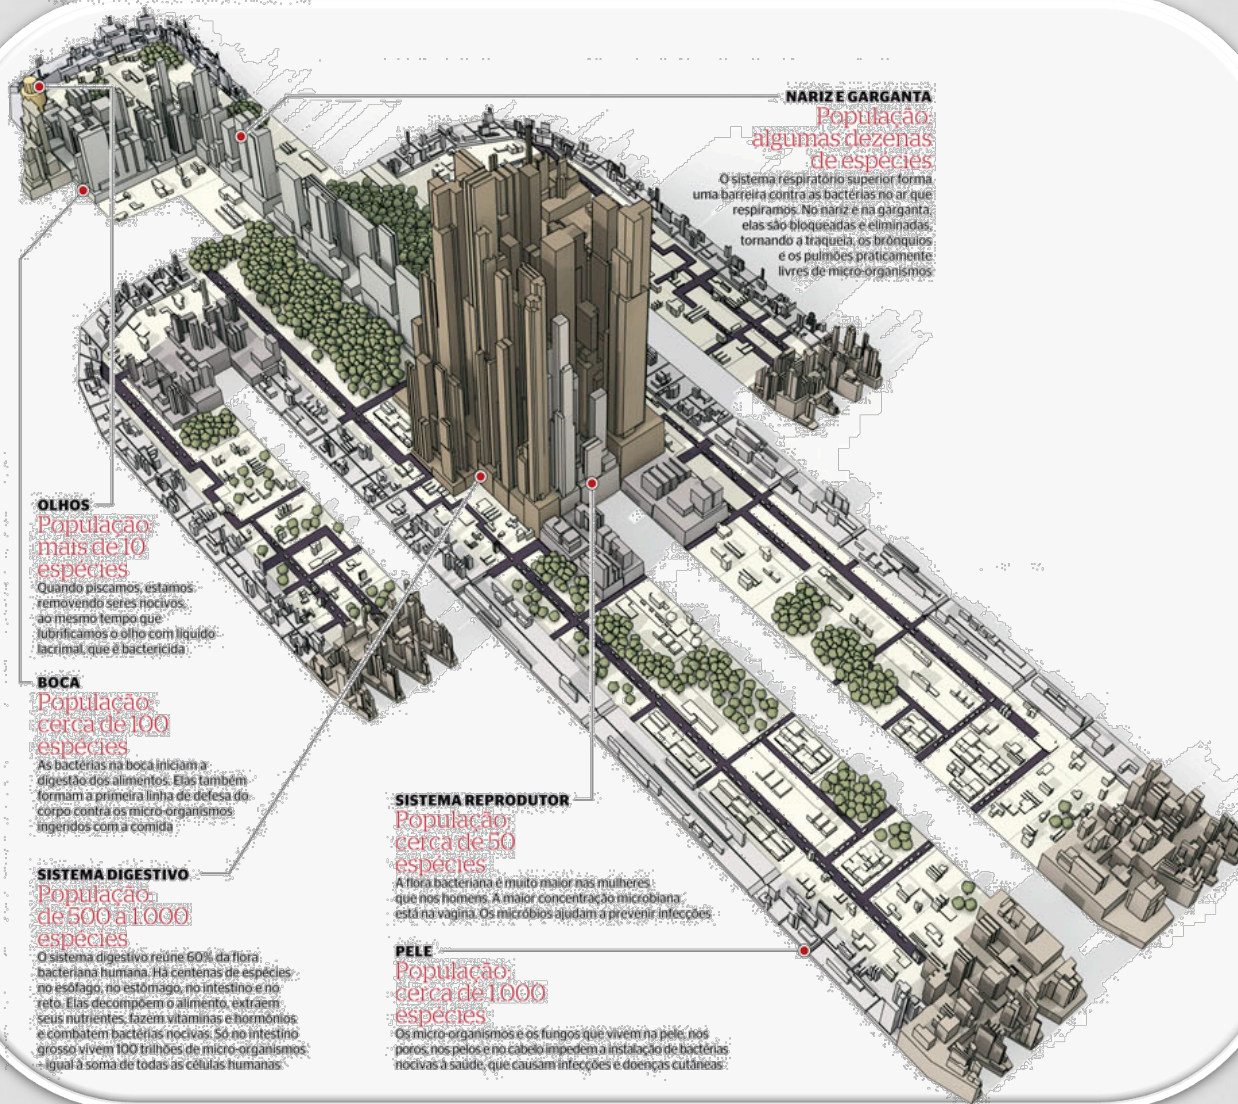 NARIZ E GARGANTA
População:
algumas dezenas
de espécies
O sistema respiratório superior forma
uma barreira contra as bactérias no ar que
respiramos. No nariz e na garganta,
elas são bloqueadas e eliminadas,
tornando a traqueia, os brônquios
e os pulmões praticamente
livres de micro-organismos
OLHOS
População:
mais de 10
espécies
Quando piscamos, estamos
removendo seres nocivos,
ao mesmo tempo que
lubrificamos o olho com líquido
lacrimal, que é bactericida
BOCA
População:
cerca de 100
espécies
As bactérias na boca iniciam a
digestão dos alimentos. Elas também
formam a primeira linha de defesa do
corpo contra os micro-organismos
ingeridos com a comida
SISTEMA DIGESTIVO
População:
de 500 a 1.000
espécies
O sistema digestivo reúne 60% da flora
bacteriana humana. Há centenas de espécies
no esôfago, no estômago, no intestino e no
reto. Elas decompõem o alimento, extraem
seus nutrientes, fazem vitaminas e hormônios
e combatem bactérias nocivas. Só no intestino
grosso vivem 100 trilhões de micro-organismos
– igual à soma de todas as células humanas
SISTEMA REPRODUTOR
População:
cerca de 50
espécies
A flora bacteriana é muito maior nas mulheres
que nos homens. A maior concentração microbiana
está na vagina. Os micróbios ajudam a prevenir infecções
PELE
População:
cerca de 1.000
espécies
Os micro-organismos e os fungos que vivem na pele, nos
poros, nos pelos e no cabelo impedem a instalação de bactérias
nocivas à saúde, que causam infecções e doenças cutâneas